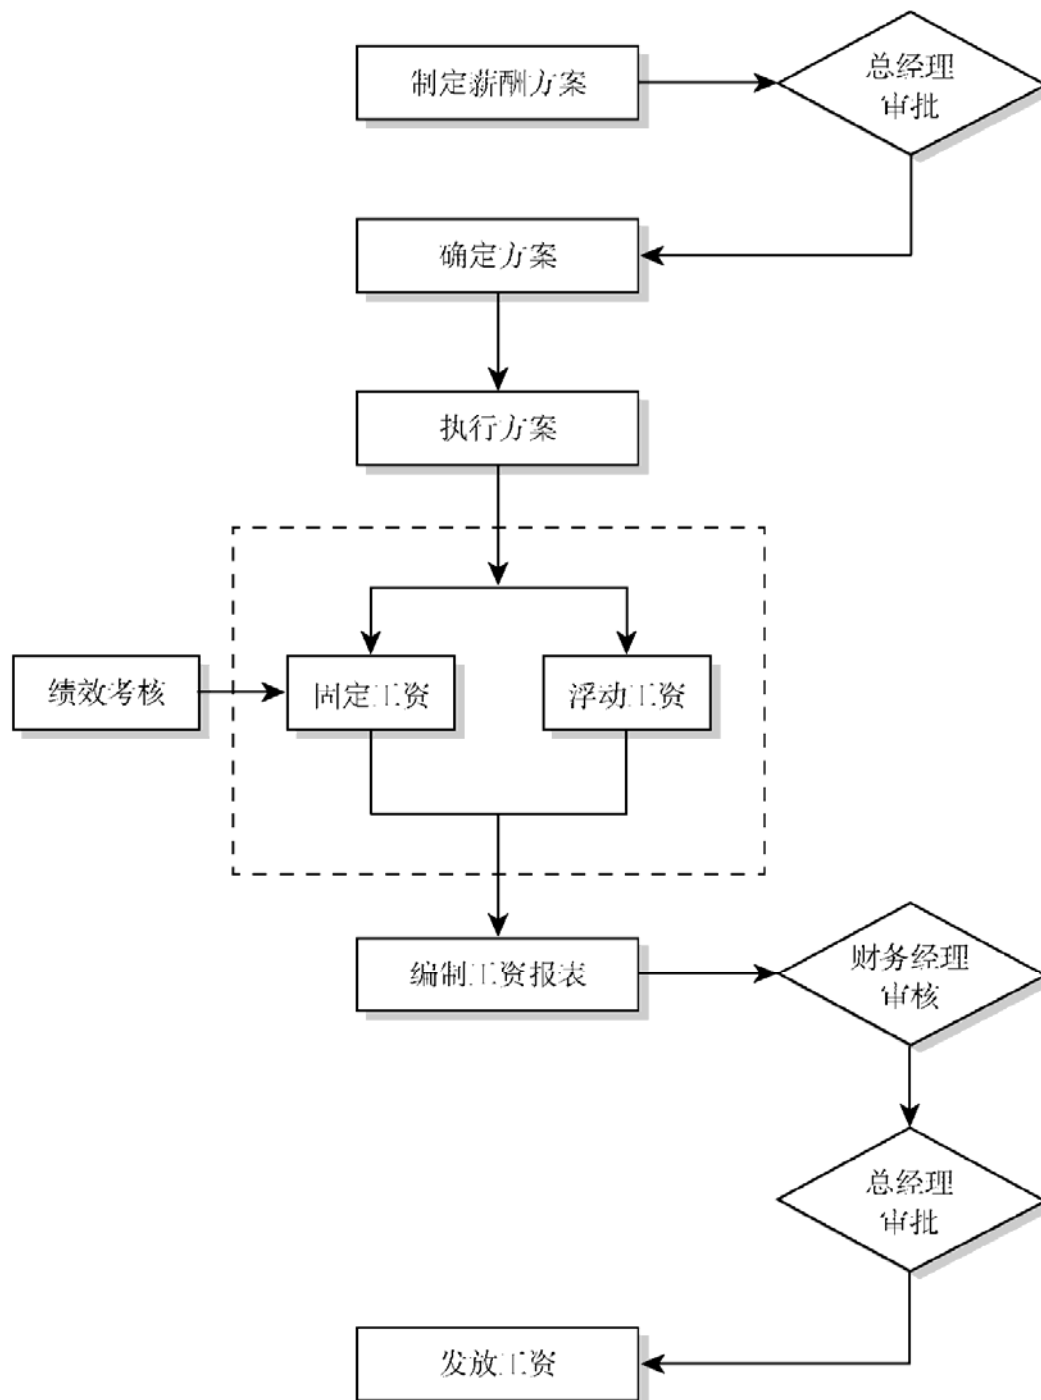 制定薪酬方案
总经理
审批
确定方案
执行方案
绩效考核
固定工资
浮动工资
编制工资报表
财务经理
审核
总经理
审批
发放工资